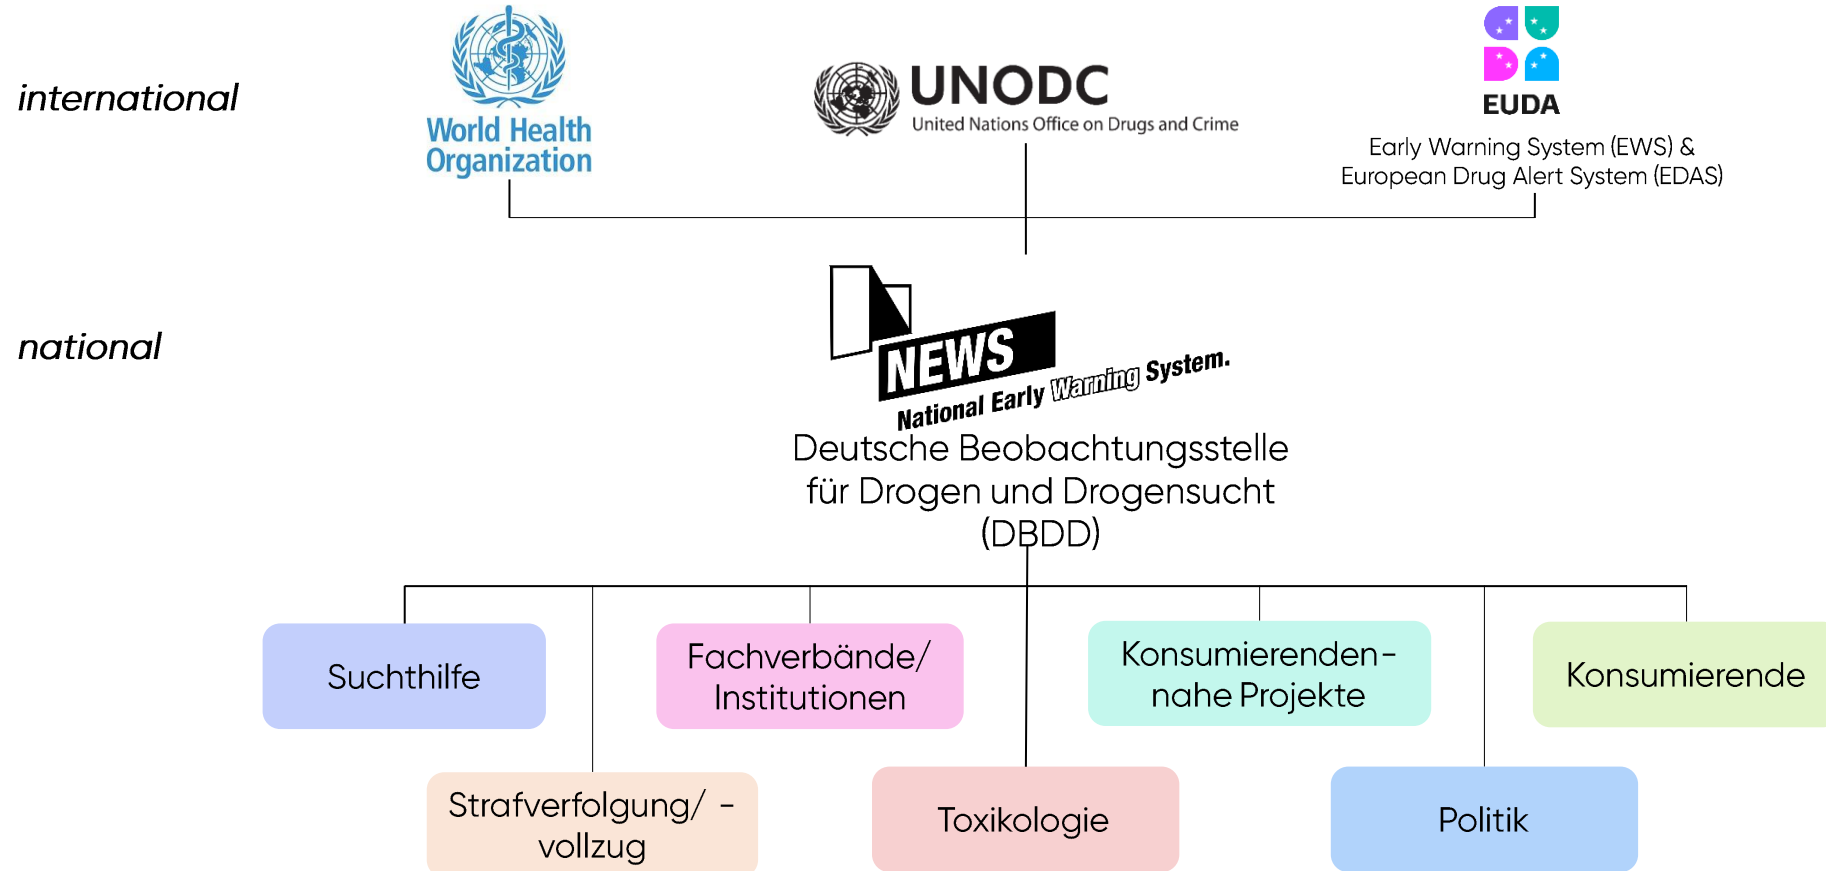 international
World Health
Organization
UNODC
United Nations Office on Drugs and Crime
EUDA
Early Warning System (EWS) &
European Drug Alert System (EDAS)
national
NEWS
National Early Warning System.
Deutsche Beobachtungsstelle
für Drogen und Drogensucht
(DBDD)
Suchthilfe
Fachverbände/
Institutionen
Konsumierenden-
nahe Projekte
Konsumierende
Strafverfolgung/ -
vollzug
Toxikologie
Politik